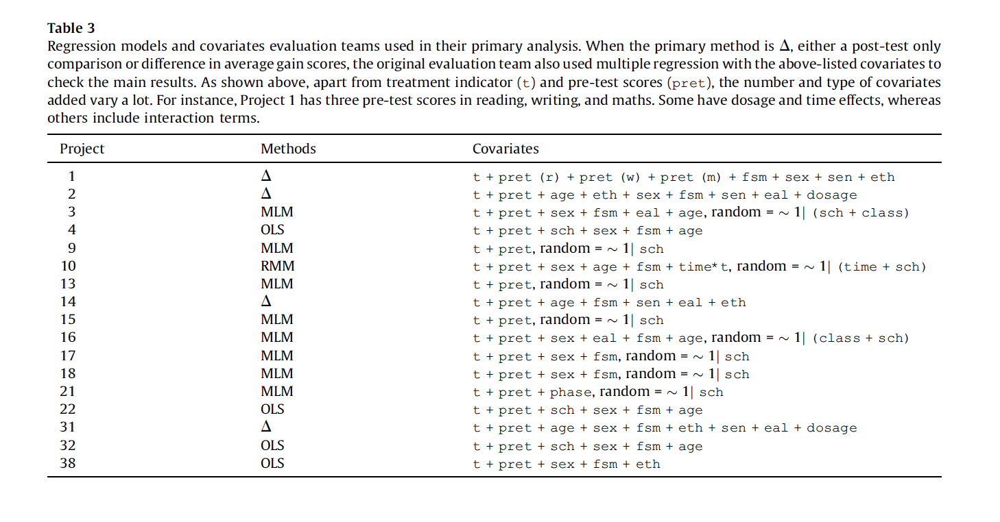 Table 3
Regression models and covariates evaluation teams used in their primary analysis. When the primary method is Δ, either a post-test only
comparison or difference in average gain scores, the original evaluation team also used multiple regression with the above-listed covariates to
check the main results. As shown above, apart from treatment indicator (t) and pre-test scores (pret), the number and type of covariates
added vary a lot. For instance, Project 1 has three pre-test scores in reading, writing, and maths. Some have dosage and time effects, whereas
others include interaction terms.
Project Methods Covariates
1 Δ t + pret (r) + pret (w) + pret (m) + fsm + sex + sen + eth
2 Δ t + pret + age + eth + sex + fsm + sen + eal + dosage
3 MLM t + pret + sex + fsm + eal + age, random = ∼ 1| (sch + class)
4 OLS t + pret + sch + sex + fsm + age
9 MLM t + pret, random = ∼ 1| sch
10 RMM t + pret + sex + age + fsm + time* t, random = ∼ 1| (time + sch)
13 MLM t + pret, random = ∼ 1| sch
14 Δ t + pret + age + fsm + sen + eal + eth
15 MLM t + pret, random = ∼ 1| sch
16 MLM t + pret + sex + eal + fsm + age, random = ∼ 1| (class + sch)
17 MLM t + pret + sex + fsm, random = ∼ 1| sch
18 MLM t + pret + sex + fsm, random = ∼ 1| sch
21 MLM t + pret + phase, random = ∼ 1| sch
22 OLS t + pret + sch + sex + fsm + age
31 Δ t + pret + age + sex + fsm + eth + sen + eal + dosage
32 OLS t + pret + sch + sex + fsm + age
38 OLS t + pret + sex + fsm + eth